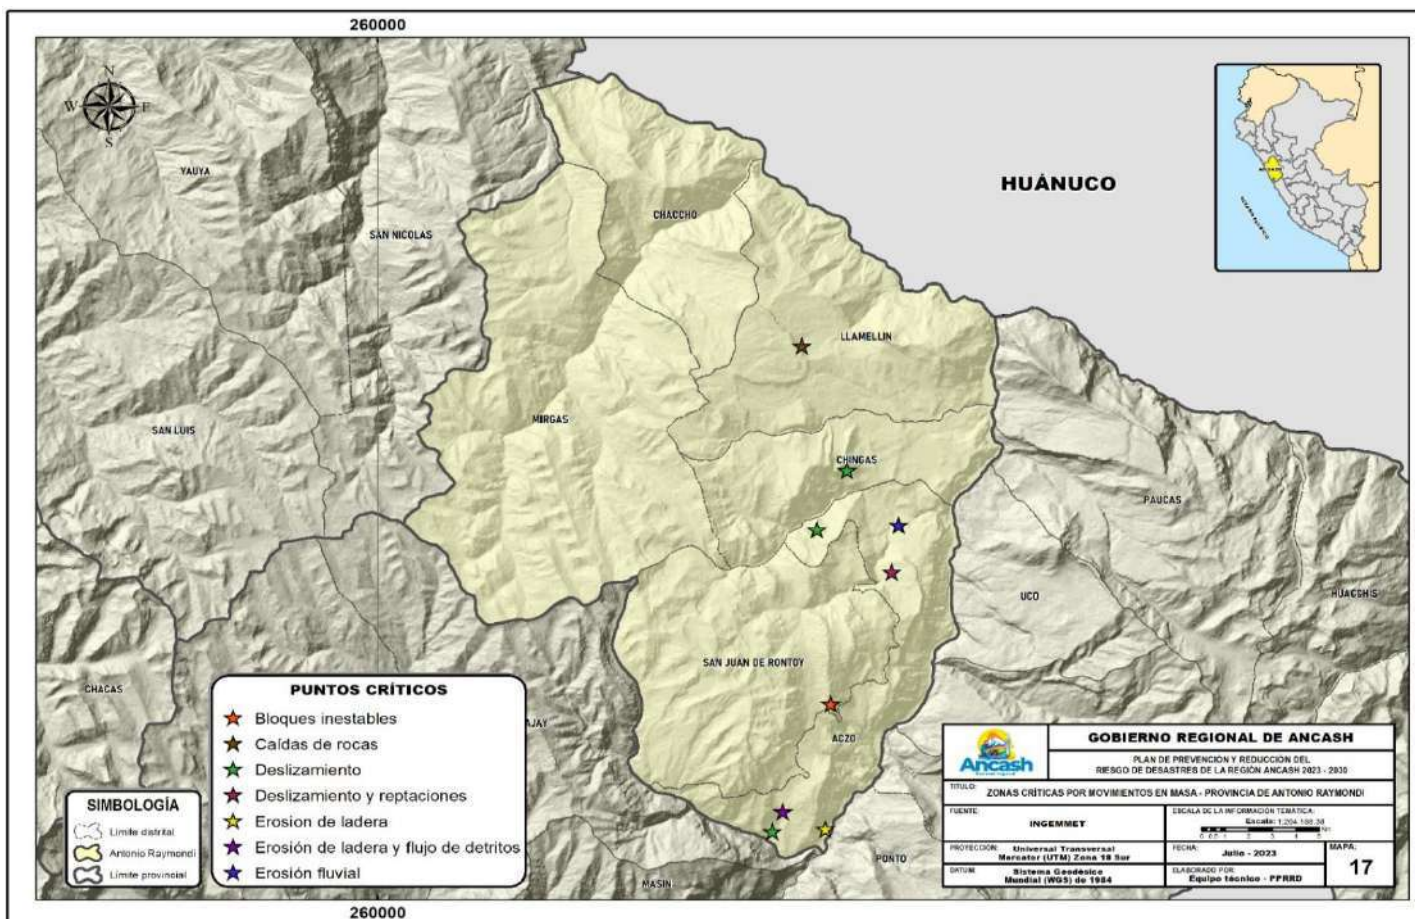 260000
N
W
E
S
YAUYA
SAN NICOLAS
CHACCHO
HUÁNUCO
LLAMELLIN
SAN LUIS
MIRGAS
CHINGAS
PAUCAS
UCO
HUACCHIS
SAN JUAN DE RONTOY
CHACAS
AJAY
ACZO
PONTO
MASIN
PUNTOS CRÍTICOS
Bloques inestables
Caídas de rocas
Deslizamiento
Deslizamiento y reptaciones
Erosion de ladera
Erosión de ladera y flujo de detritos
Erosión fluvial
SIMBOLOGÍA
Límite distrital
Antonio Raymondi
Límite provincial
Ancash
GOBIERNO REGIONAL DE ANCASH
PLAN DE PREVENCIÓN Y REDUCCIÓN DEL
RIESGO DE DESASTRES DE LA REGIÓN ANCASH 2023 - 2030
TITULO: ZONAS CRÍTICAS POR MOVIMIENTOS EN MASA - PROVINCIA DE ANTONIO RAYMONDI
FUENTE:
INGEMMET
ESCALA DE LA INFORMACIÓN TEMÁTICA:
PROYECCIÓN: Universal Transversal
Mercator (UTM) Zona 18 Sur
FECHA: Julio - 2023
MAPA:
17
DATUM: Sistema Geodésico
Mundial (WGS) de 1984
ELABORADO POR:
Equipo técnico - PPRRD
260000